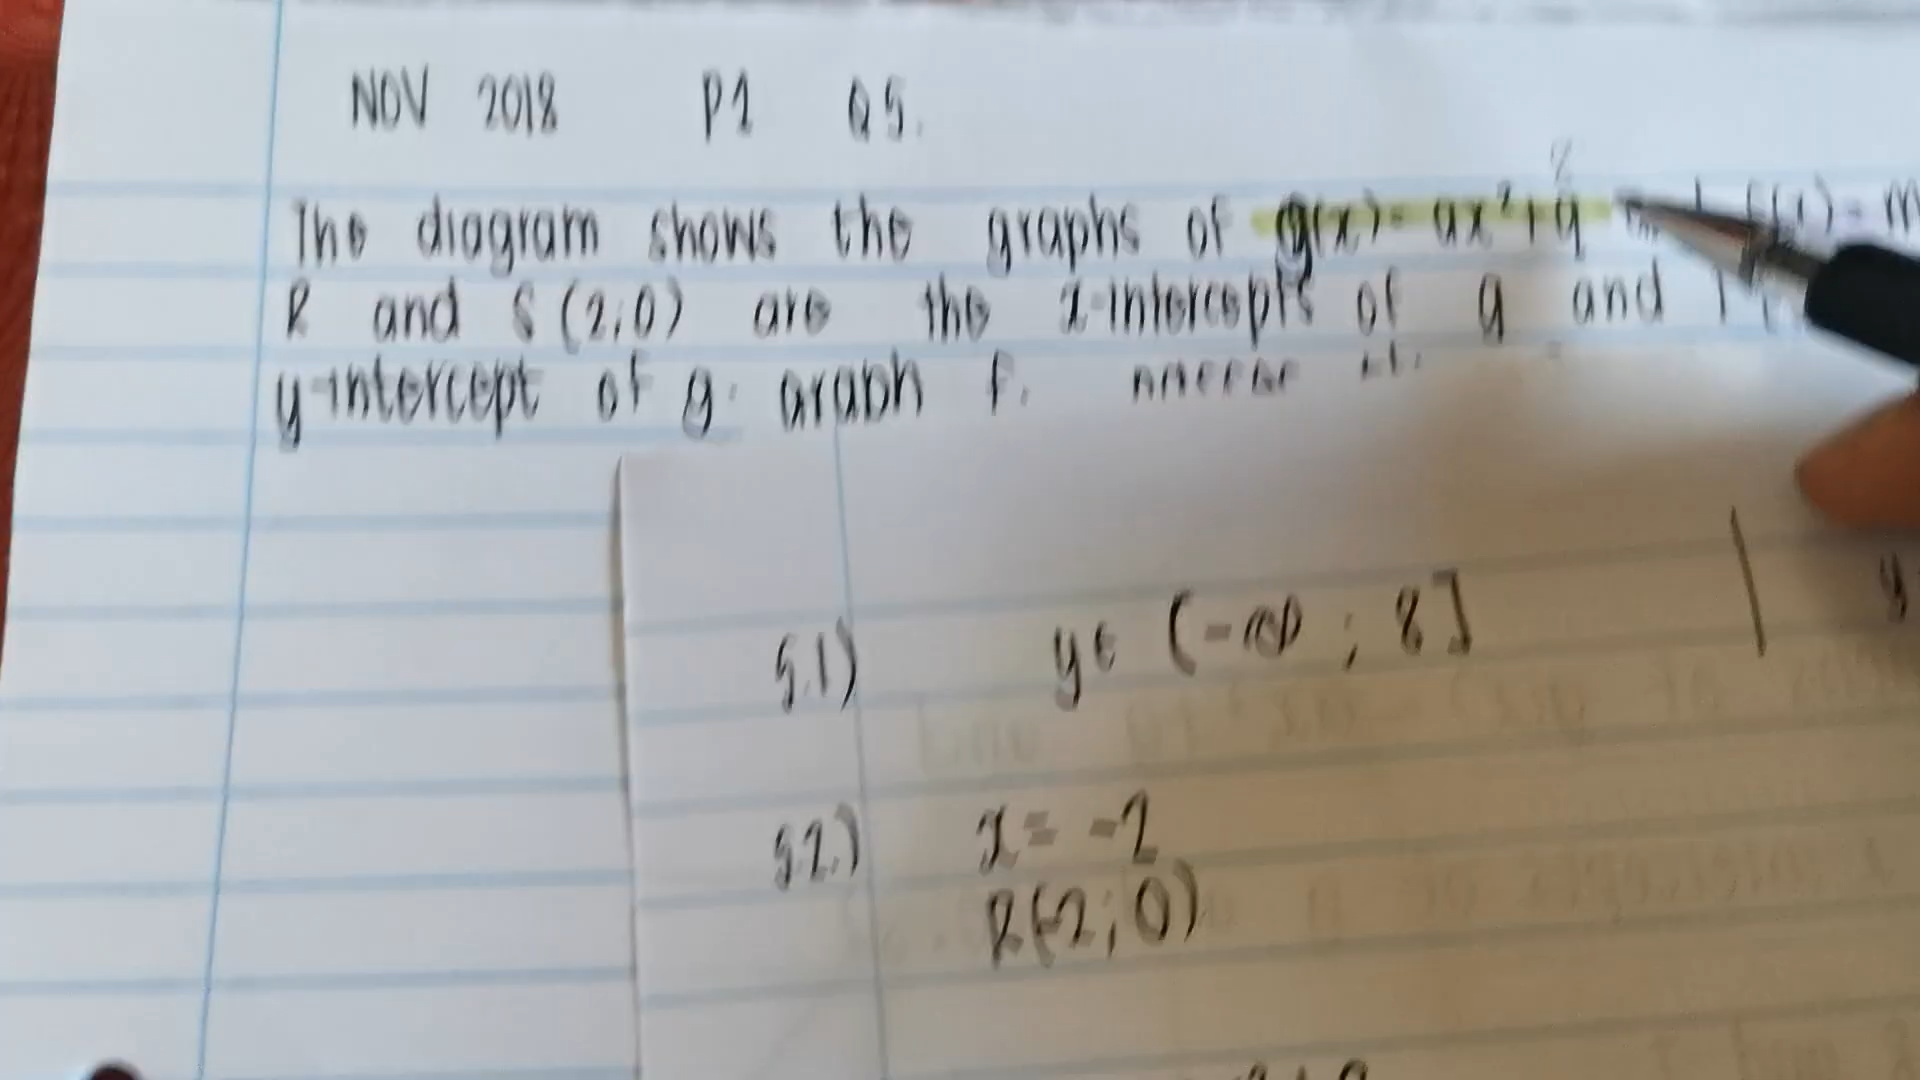 NOV 2018 P1 Q5.
8
The diagram shows the graphs of g(x) = ax²+q f(x) = m
R and S(2;0) are the x-intercepts of g and
y-intercept of g. Graph f.
5.1) y∈ (-∞ ; 8] | y
5.2) x = -2
R(-2; 0)